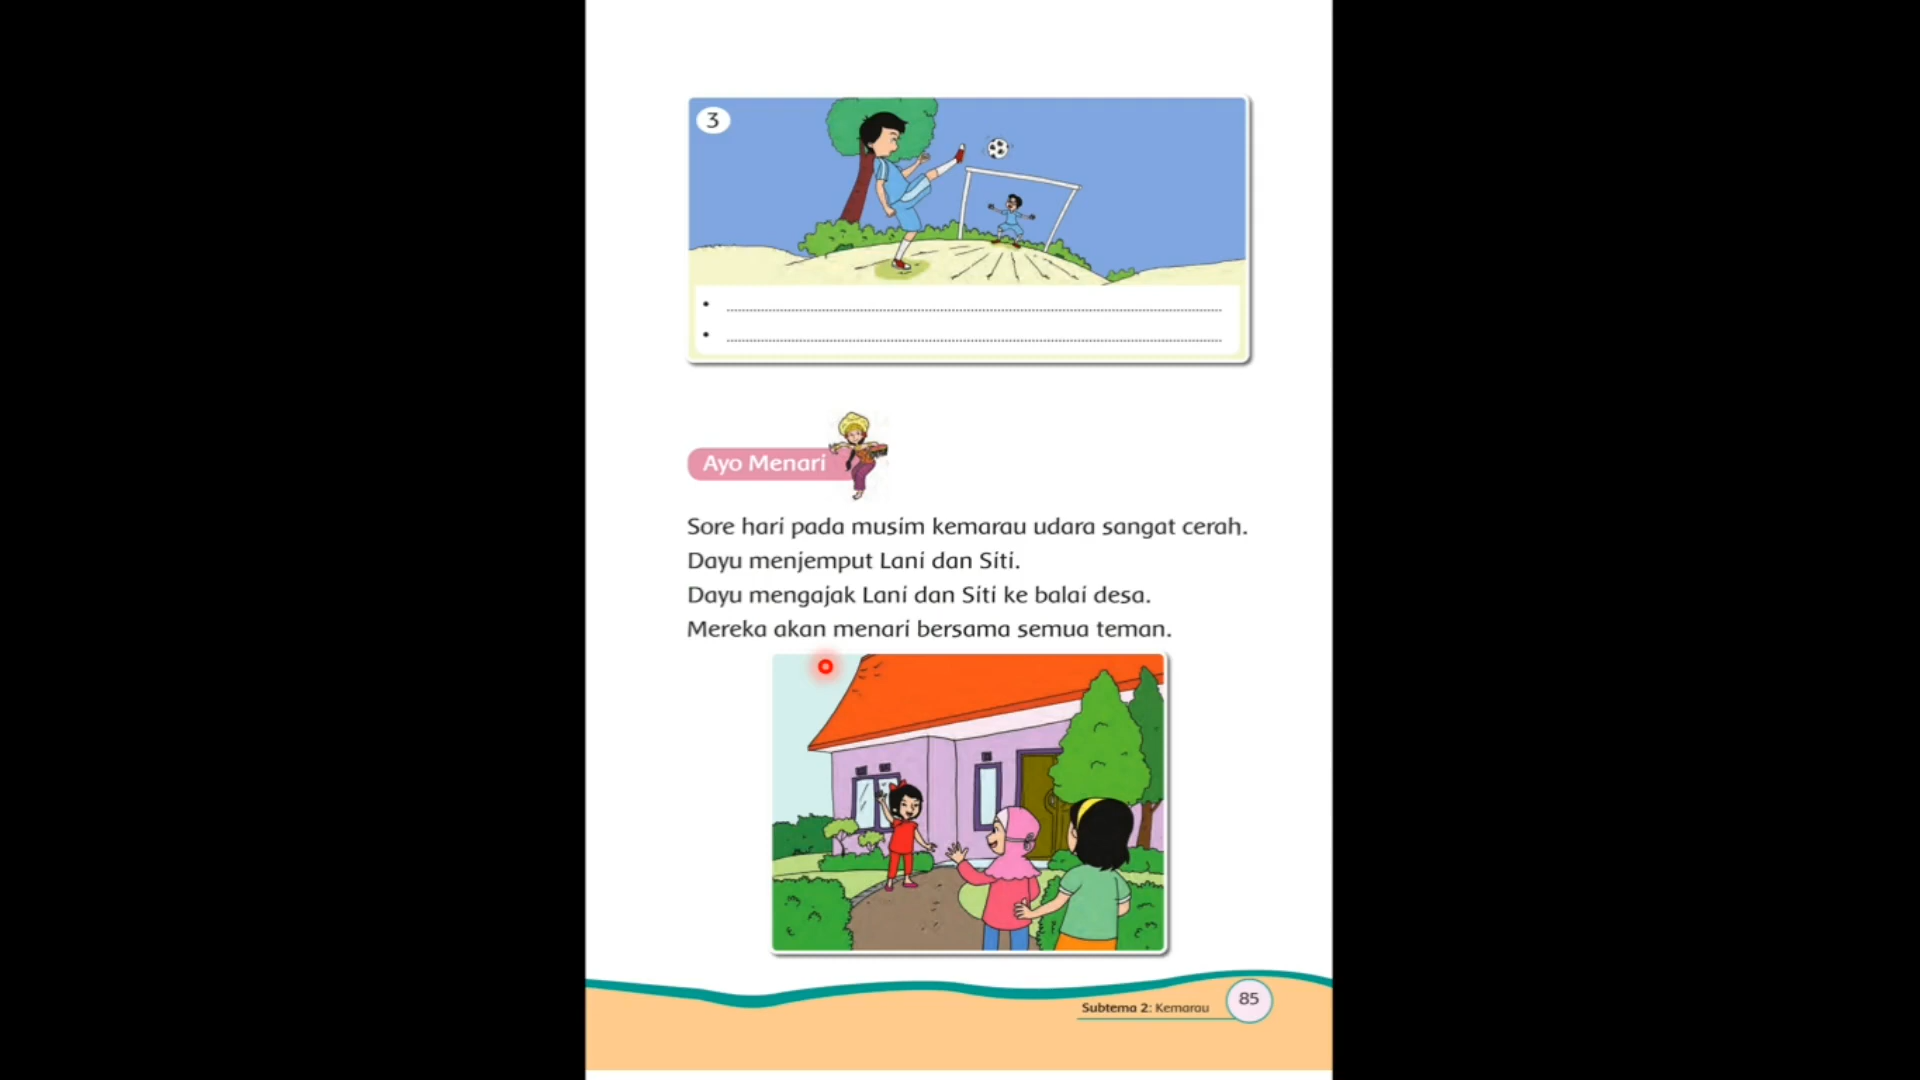 3
Ayo Menari
Sore hari pada musim kemarau udara sangat cerah.
Dayu menjemput Lani dan Siti.
Dayu mengajak Lani dan Siti ke balai desa.
Mereka akan menari bersama semua teman.
Subtema 2: Kemarau
85